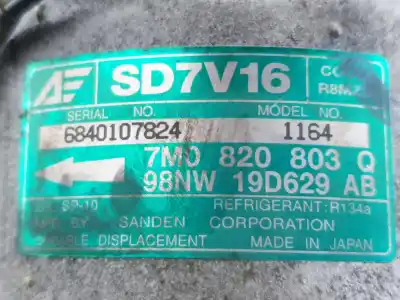 SD7V16
SERIAL NO. MODEL NO.
6840107824 1164
7M0 820 803 Q
98NW 19D629 AB
SP-10 REFRIGERANT: R134a
BY SANDEN CORPORATION
DISPLACEMENT MADE IN JAPAN